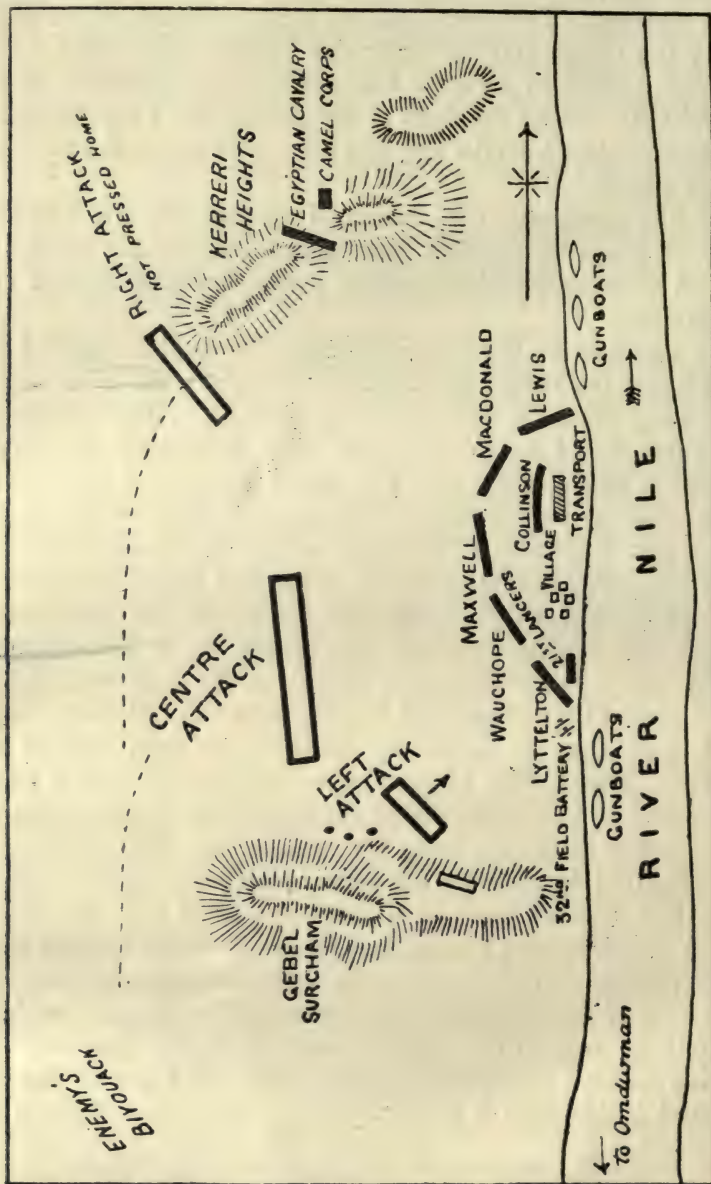 ENEMY'S
BIYOUACK
RIGHT ATTACK
NOT PRESSED HOME
KERRERI
HEIGHTS
EGYPTIAN CAVALRY
CAMEL CORPS
CENTRE
ATTACK
LEFT
ATTACK
GEBEL
SURCHAM
MACDONALD
LEWIS
MAXWELL
COLLINSON
TRANSPORT
WAUCHOPE
21ST LANCERS
VILLAGE
LYTTELTON
32ND FIELD BATTERY
GUNBOATS
GUNBOATS
RIVER NILE
to Omdurman